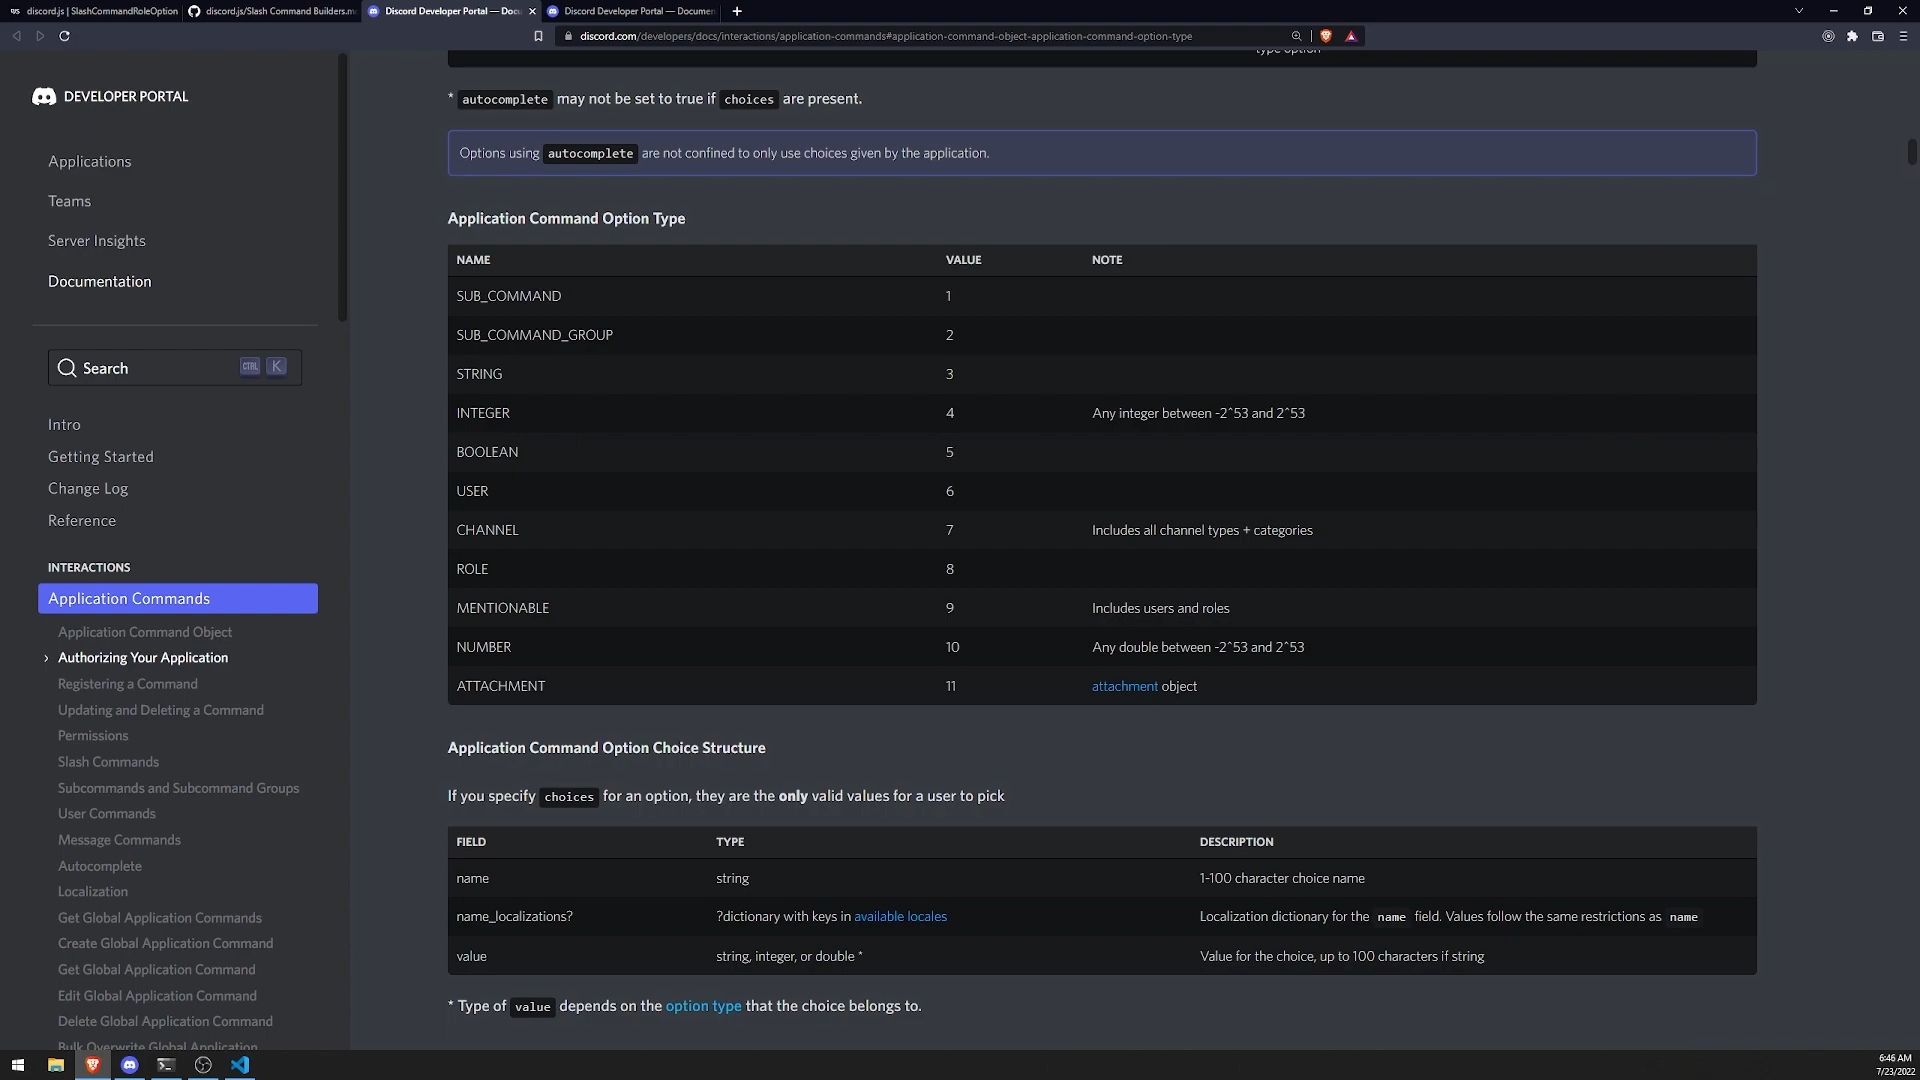 discord.js | SlashCommandRoleOption
discord.js/Slash Command Builders.m
Discord Developer Portal — Docu
Discord Developer Portal — Documen
discord.com/developers/docs/interactions/application-commands#application-command-object-application-command-option-type
DEVELOPER PORTAL
Applications
Teams
Server Insights
Documentation
Search
CTRL K
Intro
Getting Started
Change Log
Reference
INTERACTIONS
Application Commands
Application Command Object
Authorizing Your Application
Registering a Command
Updating and Deleting a Command
Permissions
Slash Commands
Subcommands and Subcommand Groups
User Commands
Message Commands
Autocomplete
Localization
Get Global Application Commands
Create Global Application Command
Get Global Application Command
Edit Global Application Command
Delete Global Application Command
Bulk Overwrite Global Application
type option
* autocomplete may not be set to true if choices are present.
Options using autocomplete are not confined to only use choices given by the application.
Application Command Option Type
NAME VALUE NOTE
SUB_COMMAND 1
SUB_COMMAND_GROUP 2
STRING 3
INTEGER 4 Any integer between -2^53 and 2^53
BOOLEAN 5
USER 6
CHANNEL 7 Includes all channel types + categories
ROLE 8
MENTIONABLE 9 Includes users and roles
NUMBER 10 Any double between -2^53 and 2^53
ATTACHMENT 11 attachment object
Application Command Option Choice Structure
If you specify choices for an option, they are the only valid values for a user to pick
FIELD TYPE DESCRIPTION
name string 1-100 character choice name
name_localizations? ?dictionary with keys in available locales Localization dictionary for the name field. Values follow the same restrictions as name
value string, integer, or double * Value for the choice, up to 100 characters if string
* Type of value depends on the option type that the choice belongs to.
6:46 AM
7/23/2022